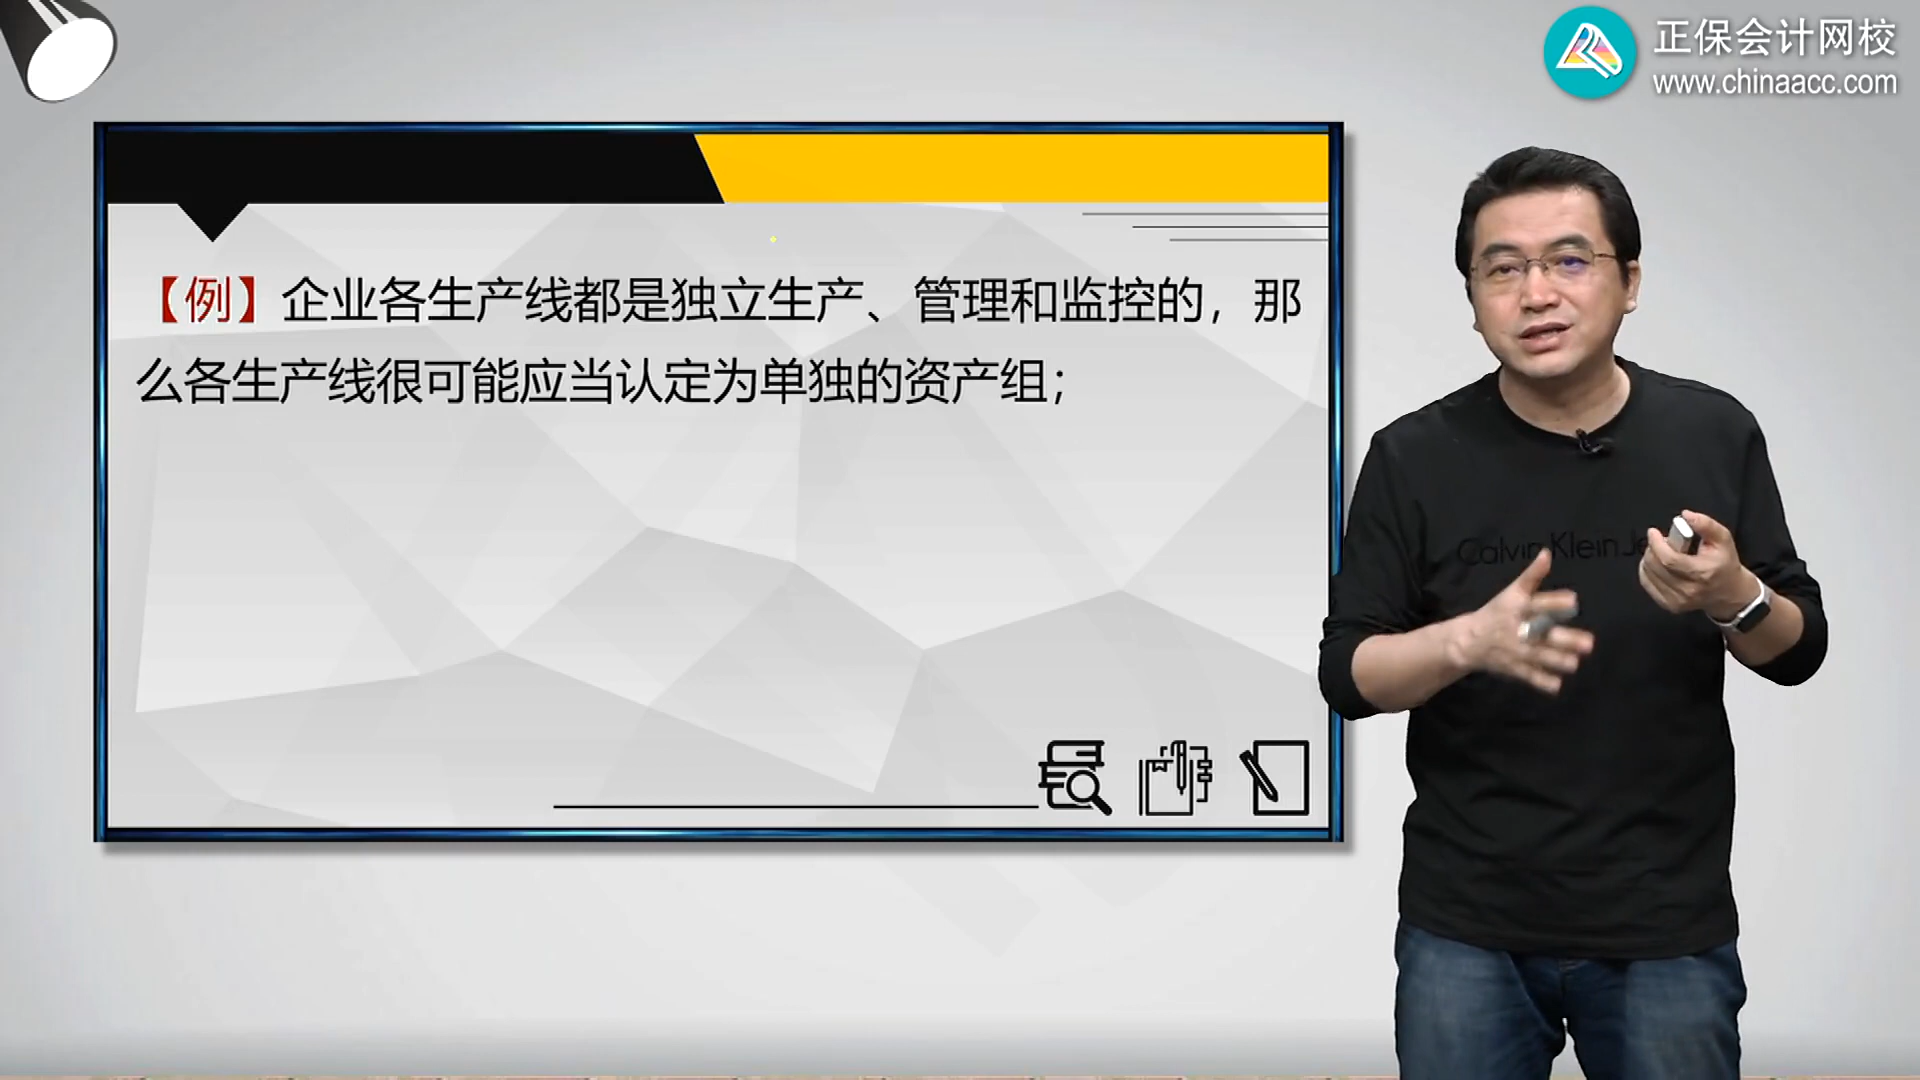 正保会计网校
www.chinaacc.com
【例】企业各生产线都是独立生产、管理和监控的，那
么各生产线很可能应当认定为单独的资产组；
Calvin Klein Je